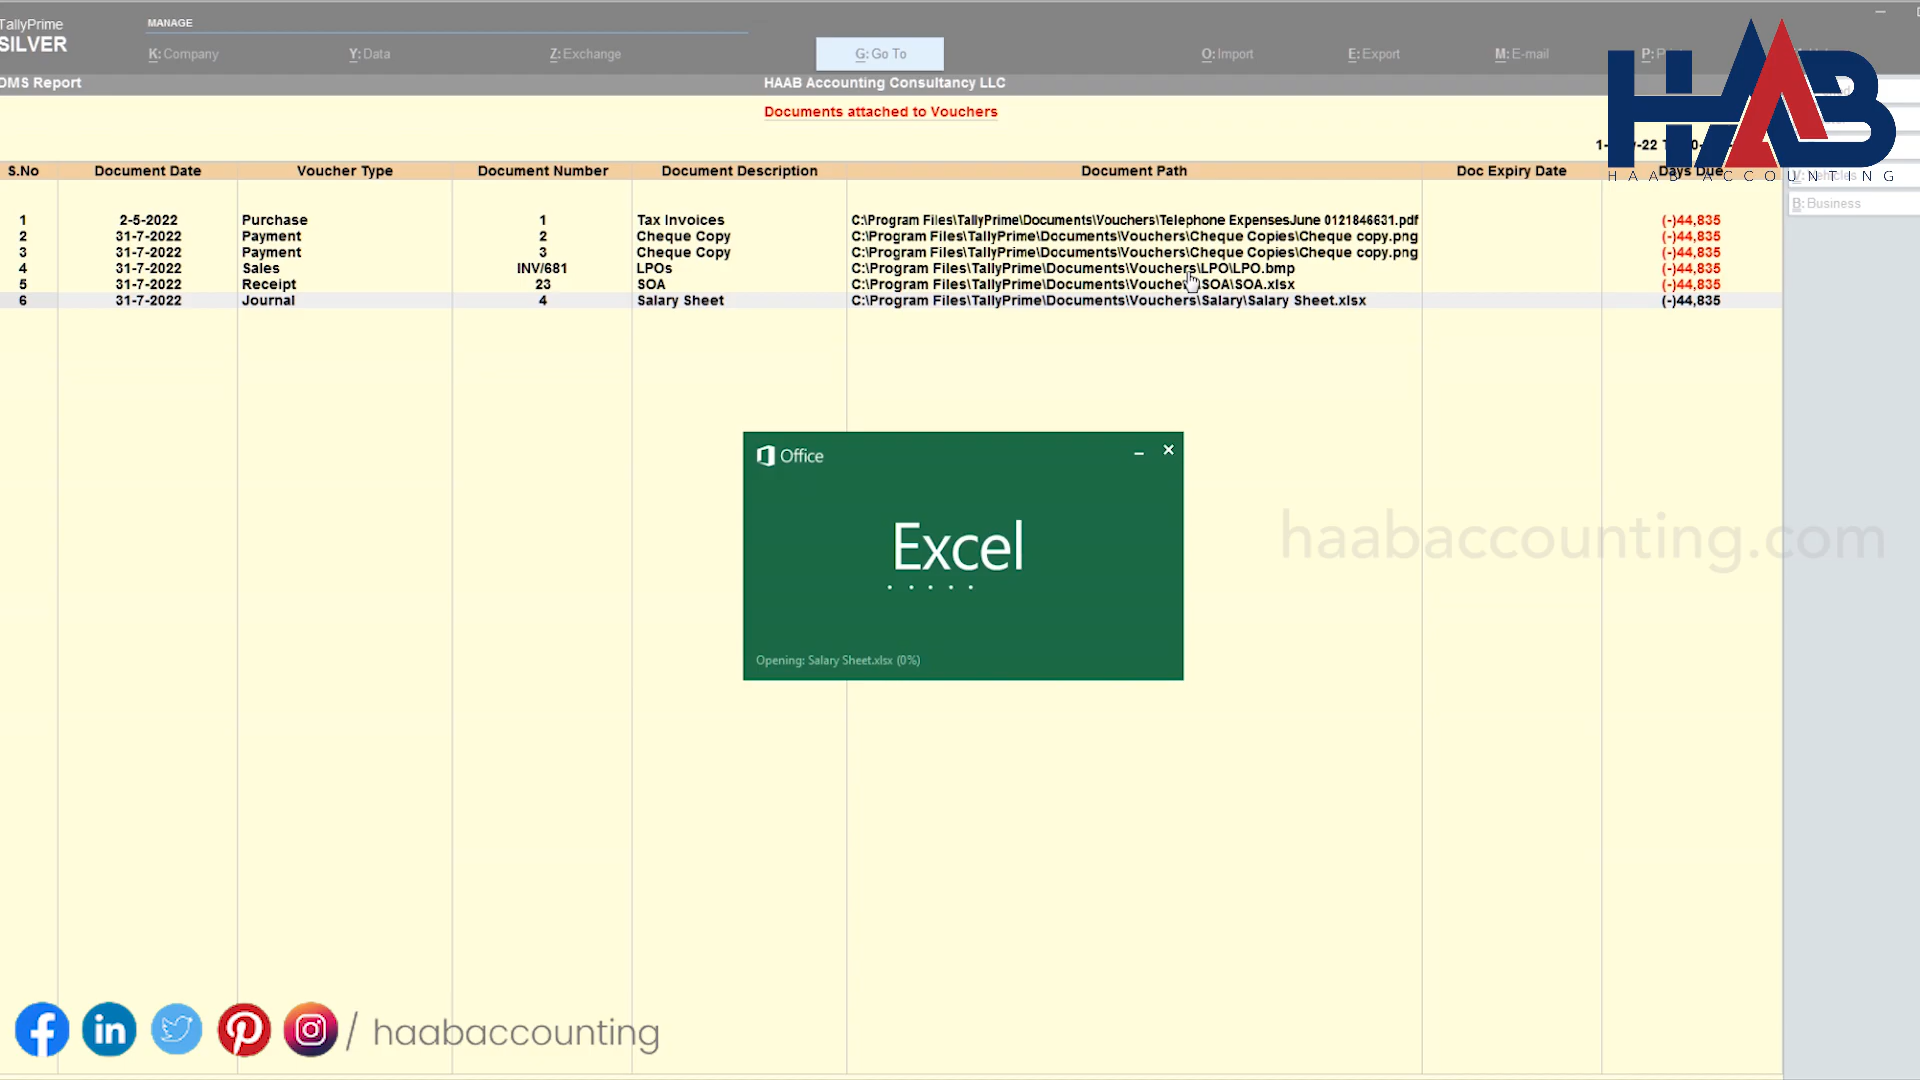 TallyPrime
SILVER
MANAGE
K: Company
Y: Data
Z: Exchange
G: Go To
O: Import
E: Export
M: E-mail
HAAB Accounting Consultancy LLC
Documents attached to Vouchers
HAAB
HAAB ACCOUNTING
S.No Document Date Voucher Type Document Number Document Description Document Path Doc Expiry Date Days Due
1 2-5-2022 Purchase 1 Tax Invoices C:\Program Files\TallyPrime\Documents\Vouchers\Telephone ExpensesJune 0121846631.pdf (-)44,835
2 31-7-2022 Payment 2 Cheque Copy C:\Program Files\TallyPrime\Documents\Vouchers\Cheque Copies\Cheque copy.png (-)44,835
3 31-7-2022 Payment 3 Cheque Copy C:\Program Files\TallyPrime\Documents\Vouchers\Cheque Copies\Cheque copy.png (-)44,835
4 31-7-2022 Sales INV/681 LPOs C:\Program Files\TallyPrime\Documents\Vouchers\LPO\LPO.bmp (-)44,835
5 31-7-2022 Receipt 23 SOA C:\Program Files\TallyPrime\Documents\Vouchers\SOA\SOA.xlsx (-)44,835
6 31-7-2022 Journal 4 Salary Sheet C:\Program Files\TallyPrime\Documents\Vouchers\Salary\Salary Sheet.xlsx (-)44,835
B: Business
Office
Excel
Opening: Salary Sheet.xlsx (0%)
haabaccounting.com
/ haabaccounting